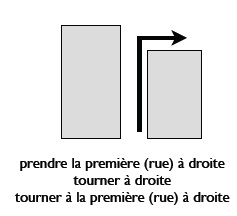 prendre la première (rue) à droite
tourner à droite
tourner à la première (rue) à droite